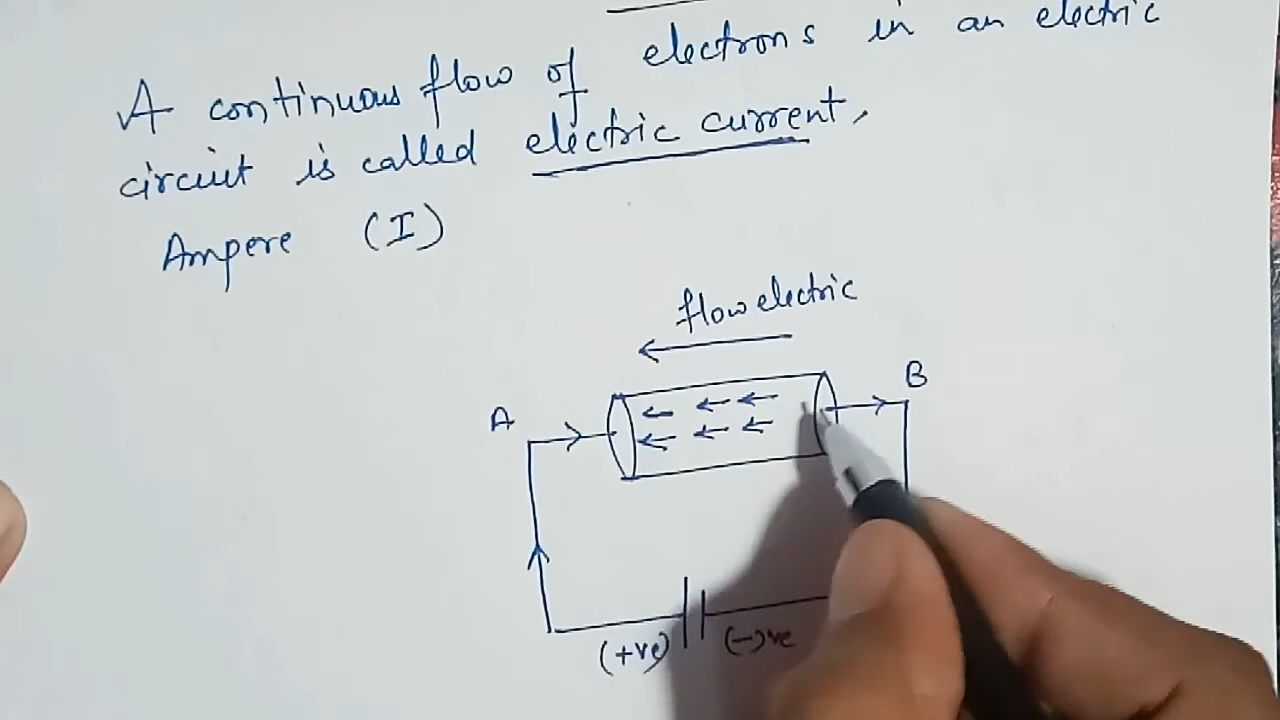 A continuous flow of electrons in an electric
circuit is called electric current.
Ampere (I)
flow electric
A
B
(+ve)
(-)ve